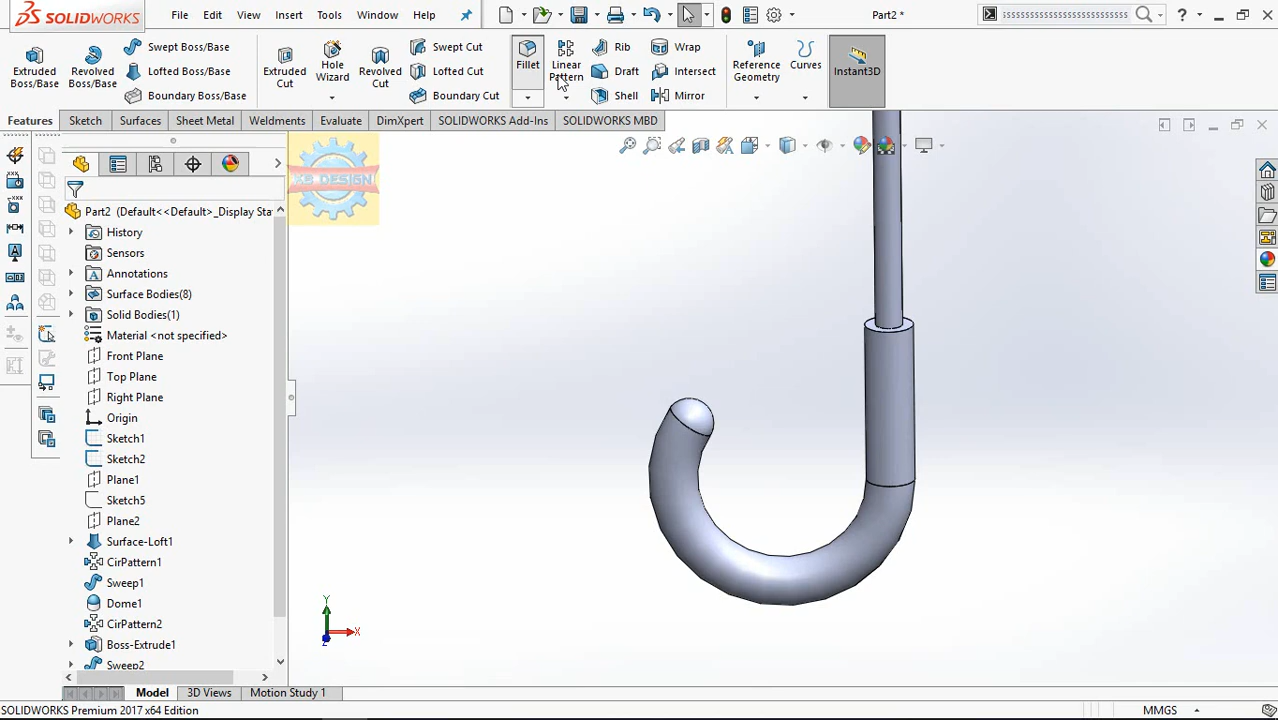 SOLIDWORKS
File Edit View Insert Tools Window Help
Part2 *
Extruded Boss/Base
Revolved Boss/Base
Swept Boss/Base
Lofted Boss/Base
Boundary Boss/Base
Extruded Cut
Hole Wizard
Revolved Cut
Swept Cut
Lofted Cut
Boundary Cut
Fillet
Linear Pattern
Rib
Draft
Shell
Wrap
Intersect
Mirror
Reference Geometry
Curves
Instant3D
Features Sketch Surfaces Sheet Metal Weldments Evaluate DimXpert SOLIDWORKS Add-Ins SOLIDWORKS MBD
KB DESIGN
Part2 (Default<<Default>_Display Sta
History
Sensors
Annotations
Surface Bodies(8)
Solid Bodies(1)
Material <not specified>
Front Plane
Top Plane
Right Plane
Origin
Sketch1
Sketch2
Plane1
Sketch5
Plane2
Surface-Loft1
CirPattern1
Sweep1
Dome1
CirPattern2
Boss-Extrude1
Sweep2
Y
X
Z
Model 3D Views Motion Study 1
SOLIDWORKS Premium 2017 x64 Edition
MMGS